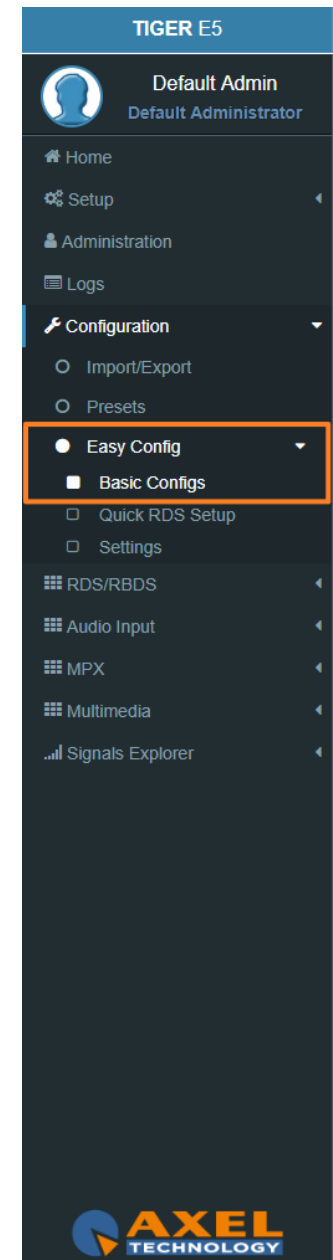 TIGER E5
Default Admin
Default Administrator
Home
Setup
Administration
Logs
Configuration
Import/Export
Presets
Easy Config
Basic Configs
Quick RDS Setup
Settings
RDS/RBDS
Audio Input
MPX
Multimedia
Signals Explorer
AXEL
TECHNOLOGY